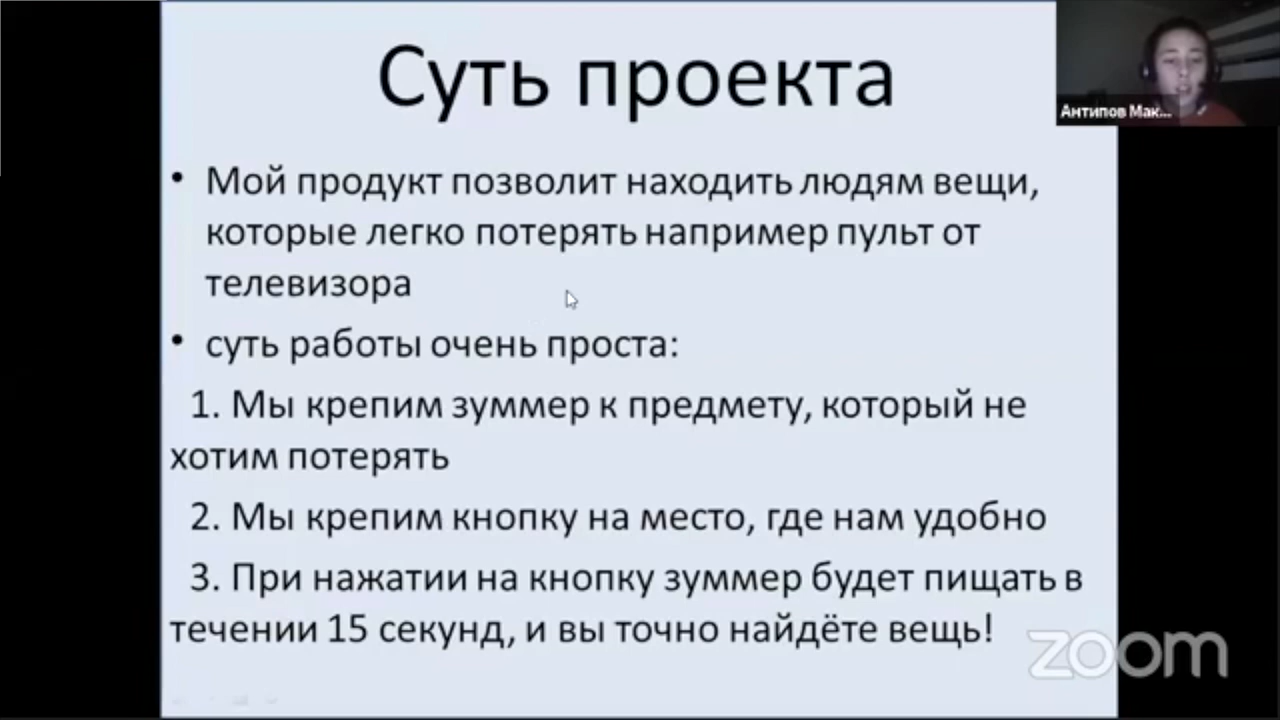 Суть проекта
Антипов Мак...
• Мой продукт позволит находить людям вещи,
которые легко потерять например пульт от
телевизора
• суть работы очень проста:
1. Мы крепим зуммер к предмету, который не
хотим потерять
2. Мы крепим кнопку на место, где нам удобно
3. При нажатии на кнопку зуммер будет пищать в
течении 15 секунд, и вы точно найдёте вещь!
zoom